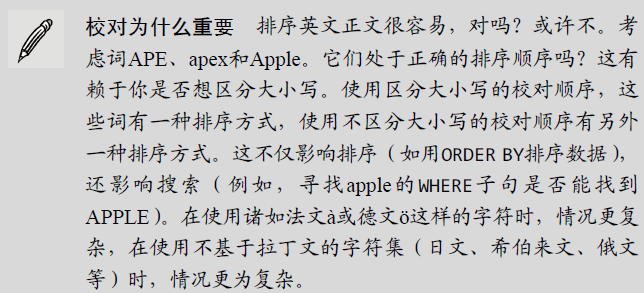 校对为什么重要 排序英文正文很容易，对吗？或许不。考
虑词APE、apex和Apple。它们处于正确的排序顺序吗？这有
赖于你是否想区分大小写。使用区分大小写的校对顺序，这
些词有一种排序方式，使用不区分大小写的校对顺序有另外
一种排序方式。这不仅影响排序（如用ORDER BY排序数据），
还影响搜索（例如，寻找apple的WHERE子句是否能找到
APPLE）。在使用诸如法文à或德文ö这样的字符时，情况更复
杂，在使用不基于拉丁文的字符集（日文、希伯来文、俄文
等）时，情况更为复杂。